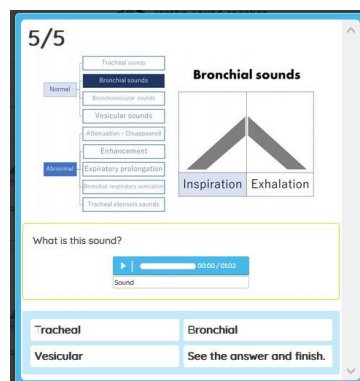 5/5
Tracheal sounds
Bronchial sounds
Bronchovesicular sounds
Vesicular sounds
Attenuation・Disappeared
Enhancement
Expiratory prolongation
Bronchial respiratory sonication
Tracheal stenosis sounds
Normal
Abnormal
Bronchial sounds
Inspiration Exhalation
What is this sound?
00:00 / 01:02
Sound
Tracheal Bronchial
Vesicular See the answer and finish.